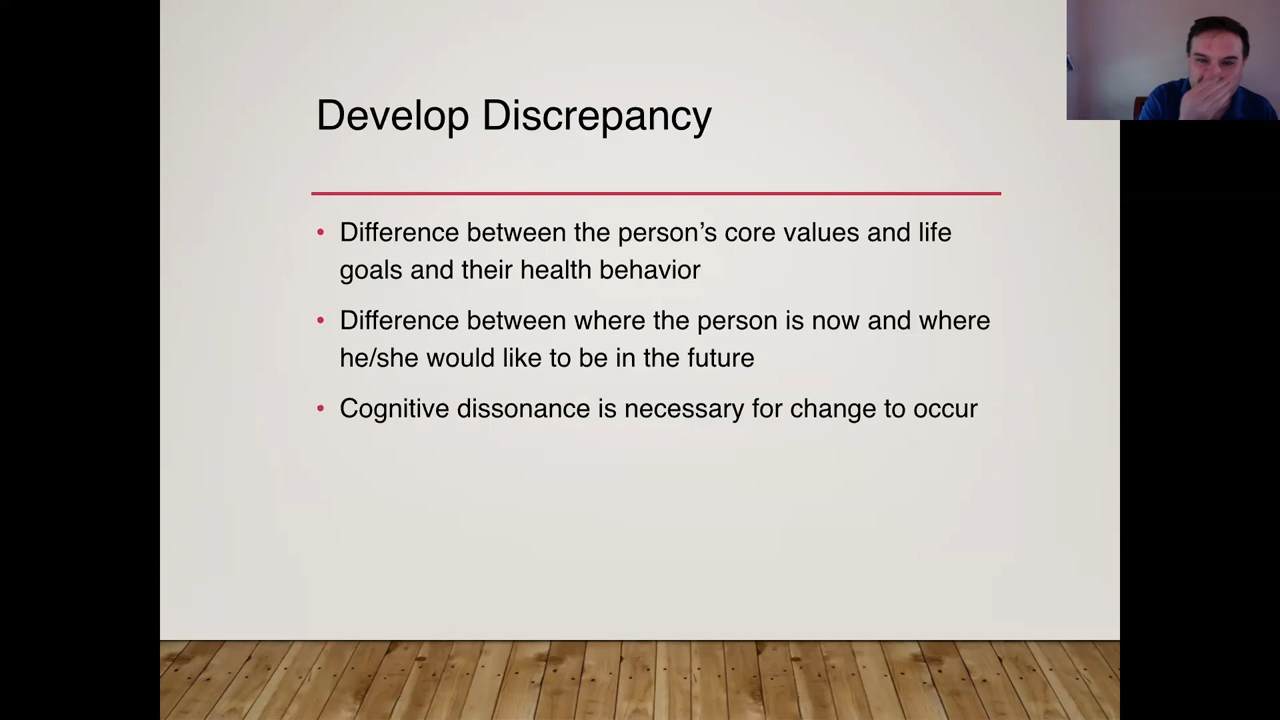 Develop Discrepancy
• Difference between the person’s core values and life
goals and their health behavior
• Difference between where the person is now and where
he/she would like to be in the future
• Cognitive dissonance is necessary for change to occur